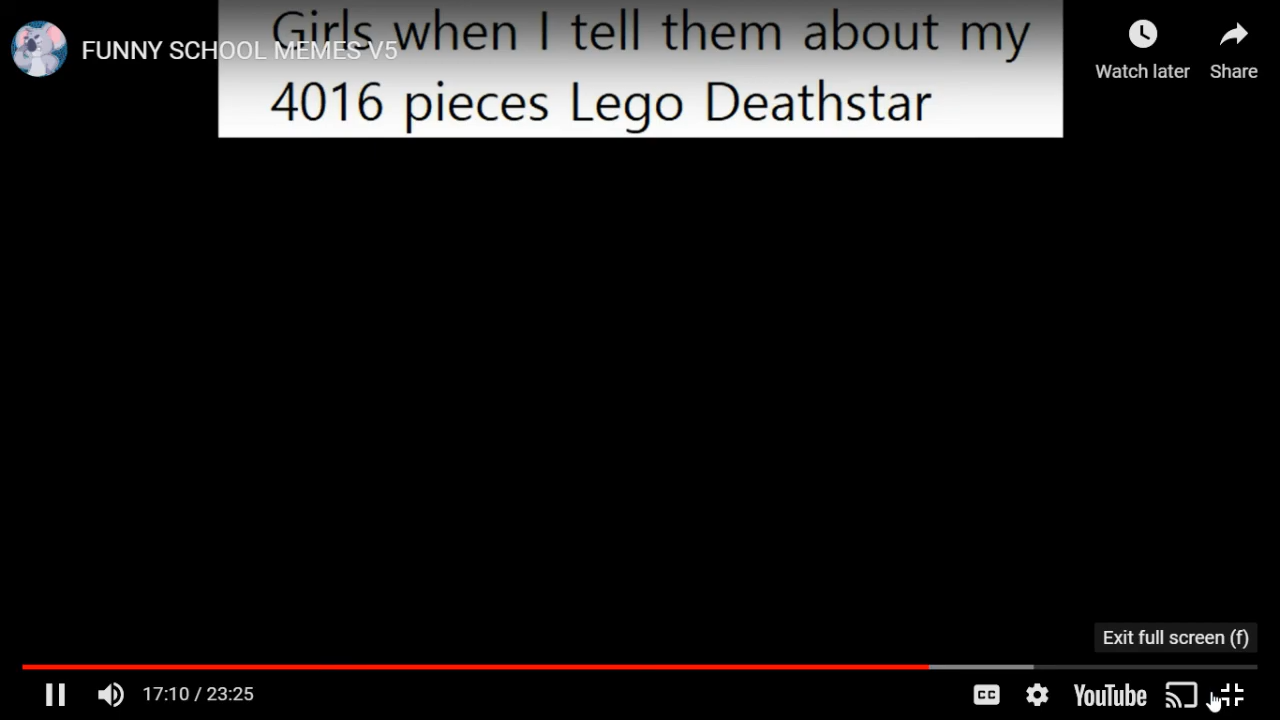 Girls when I tell them about my
4016 pieces Lego Deathstar
FUNNY SCHOOL MEMES V5
Watch later
Share
Exit full screen (f)
17:10 / 23:25
CC
YouTube